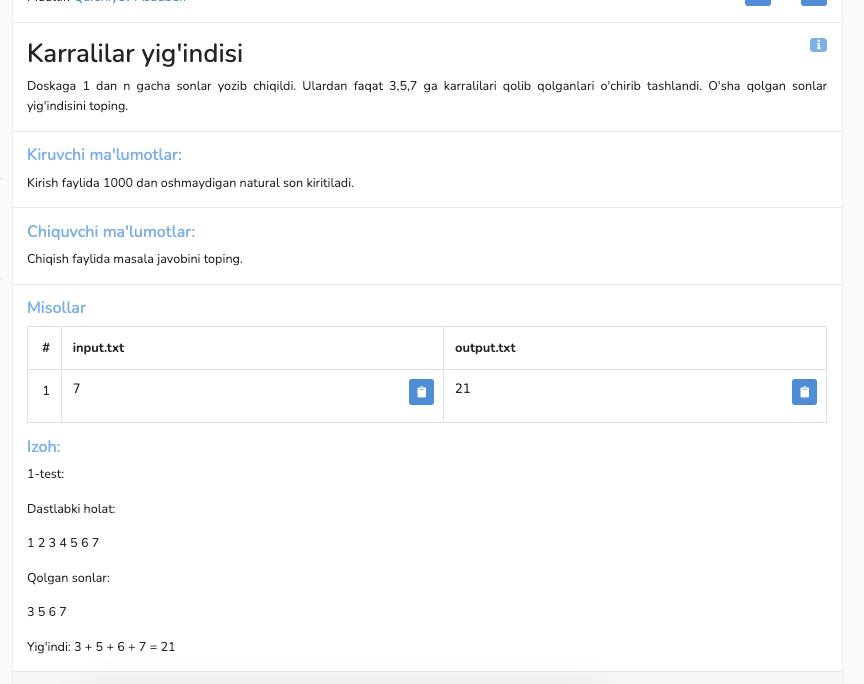 Karralilar yig'indisi
Doskaga 1 dan n gacha sonlar yozib chiqildi. Ulardan faqat 3,5,7 ga karralilari qolib qolganlari o'chirib tashlandi. O'sha qolgan sonlar
yig'indisini toping.
Kiruvchi ma'lumotlar:
Kirish faylida 1000 dan oshmaydigan natural son kiritiladi.
Chiquvchi ma'lumotlar:
Chiqish faylida masala javobini toping.
Misollar
# input.txt output.txt
1 7 21
Izoh:
1-test:
Dastlabki holat:
1 2 3 4 5 6 7
Qolgan sonlar:
3 5 6 7
Yig'indi: 3 + 5 + 6 + 7 = 21